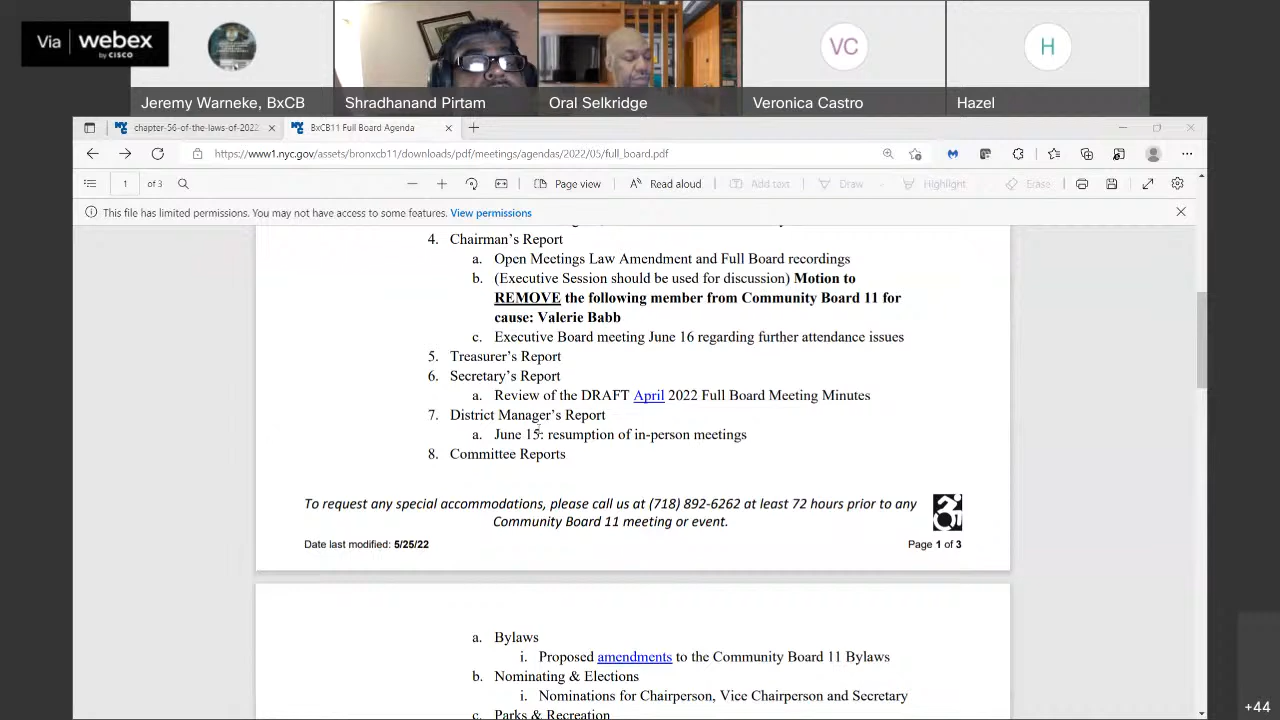 Via webex
by CISCO
VC
H
Jeremy Warneke, BxCB
Shradhanand Pirtam
Oral Selkridge
Veronica Castro
Hazel
chapter-56-of-the-laws-of-2022
BxCB11 Full Board Agenda
https://www1.nyc.gov/assets/bronxcb11/downloads/pdf/meetings/agendas/2022/05/full_board.pdf
1 of 3
Page view
Read aloud
Add text
Draw
Highlight
Erase
This file has limited permissions. You may not have access to some features. View permissions
4. Chairman's Report
a. Open Meetings Law Amendment and Full Board recordings
b. (Executive Session should be used for discussion) Motion to
REMOVE the following member from Community Board 11 for
cause: Valerie Babb
c. Executive Board meeting June 16 regarding further attendance issues
5. Treasurer's Report
6. Secretary's Report
a. Review of the DRAFT April 2022 Full Board Meeting Minutes
7. District Manager's Report
a. June 15: resumption of in-person meetings
8. Committee Reports
To request any special accommodations, please call us at (718) 892-6262 at least 72 hours prior to any
Community Board 11 meeting or event.
Date last modified: 5/25/22
Page 1 of 3
a. Bylaws
i. Proposed amendments to the Community Board 11 Bylaws
b. Nominating & Elections
i. Nominations for Chairperson, Vice Chairperson and Secretary
c. Parks & Recreation
+44